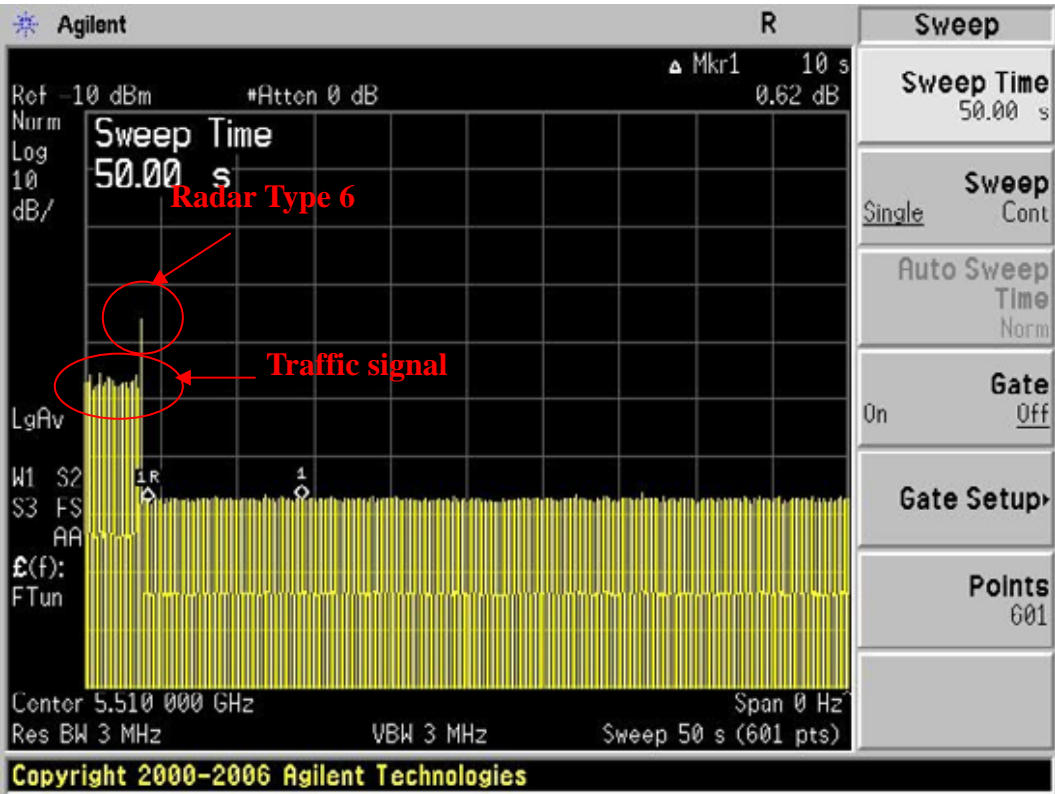 Agilent R
△ Mkr1 10 s
Ref -10 dBm #Atten 0 dB 0.62 dB
Norm
Log
10
dB/
Sweep Time
50.00 s
Radar Type 6
Traffic signal
LgAv
W1 S2
S3 FS
AA
£(f):
FTun
1R
1
Center 5.510 000 GHz Span 0 Hz^
Res BW 3 MHz VBW 3 MHz Sweep 50 s (601 pts)
Copyright 2000-2006 Agilent Technologies
Sweep
Sweep Time
50.00 s
Sweep
Single Cont
Auto Sweep
Time
Norm
Gate
On Off
Gate Setup▸
Points
601